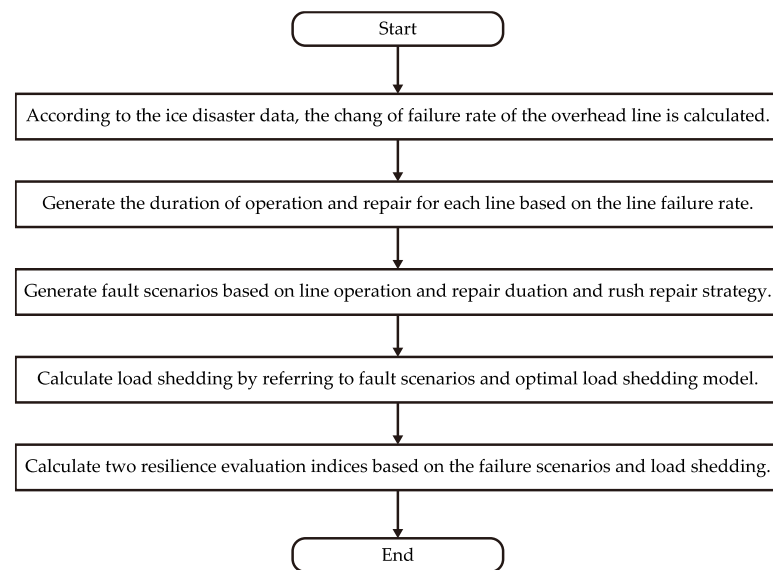 Start
According to the ice disaster data, the chang of failure rate of the overhead line is calculated.
Generate the duration of operation and repair for each line based on the line failure rate.
Generate fault scenarios based on line operation and repair duation and rush repair strategy.
Calculate load shedding by referring to fault scenarios and optimal load shedding model.
Calculate two resilience evaluation indices based on the failure scenarios and load shedding.
End